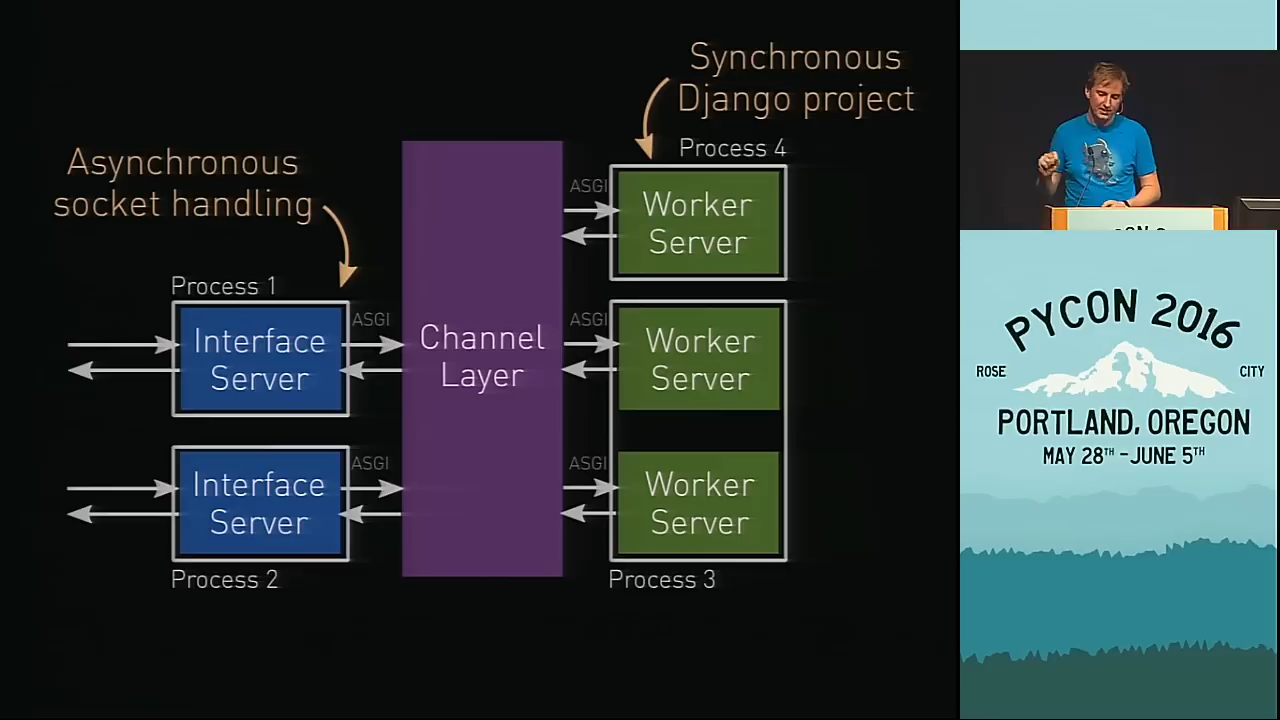 Synchronous
Django project
Process 4
Asynchronous
socket handling
ASGI
Worker
Server
Process 1
ASGI
ASGI
Interface
Server
Channel
Layer
Worker
Server
ASGI
ASGI
Interface
Server
Worker
Server
Process 2
Process 3
PYCON 2016
ROSE
CITY
PORTLAND, OREGON
MAY 28TH - JUNE 5TH